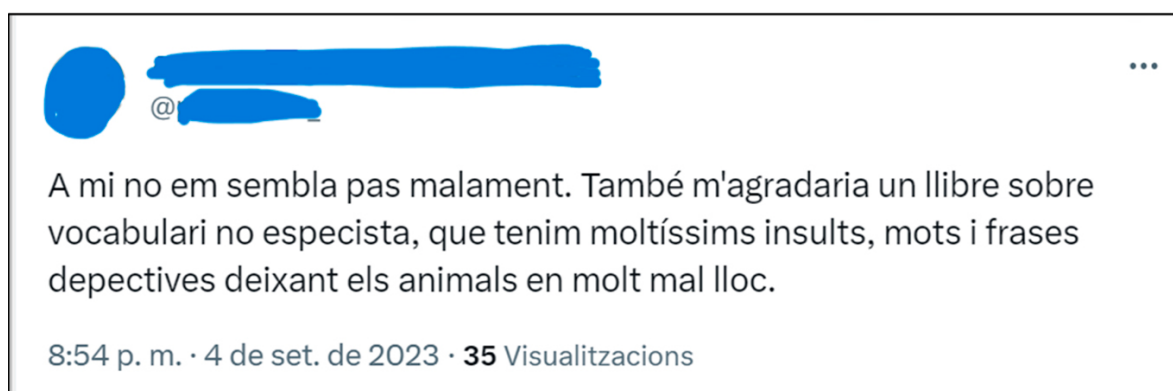 @
A mi no em sembla pas malament. També m'agradaria un llibre sobre
vocabulari no especista, que tenim moltíssims insults, mots i frases
depectives deixant els animals en molt mal lloc.
8:54 p. m. · 4 de set. de 2023 · 35 Visualitzacions